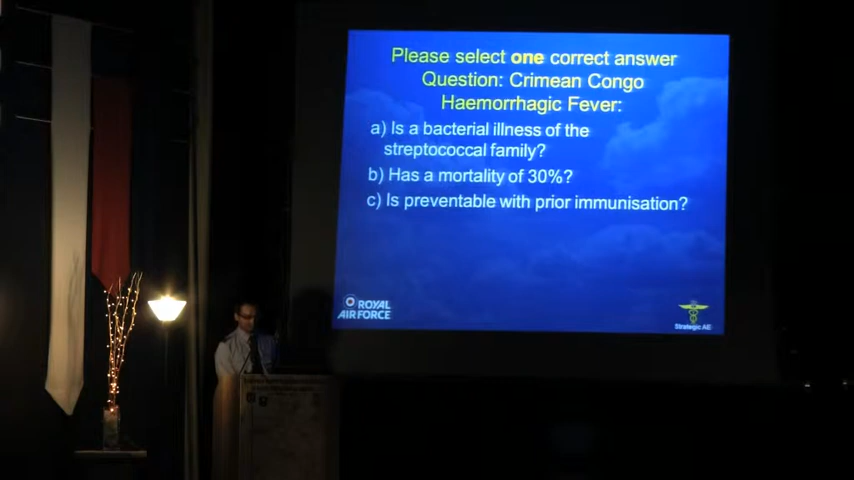 Please select one correct answer
Question: Crimean Congo
Haemorrhagic Fever:
a) Is a bacterial illness of the
streptococcal family?
b) Has a mortality of 30%?
c) Is preventable with prior immunisation?
ROYAL
AIR FORCE
Strategic AE